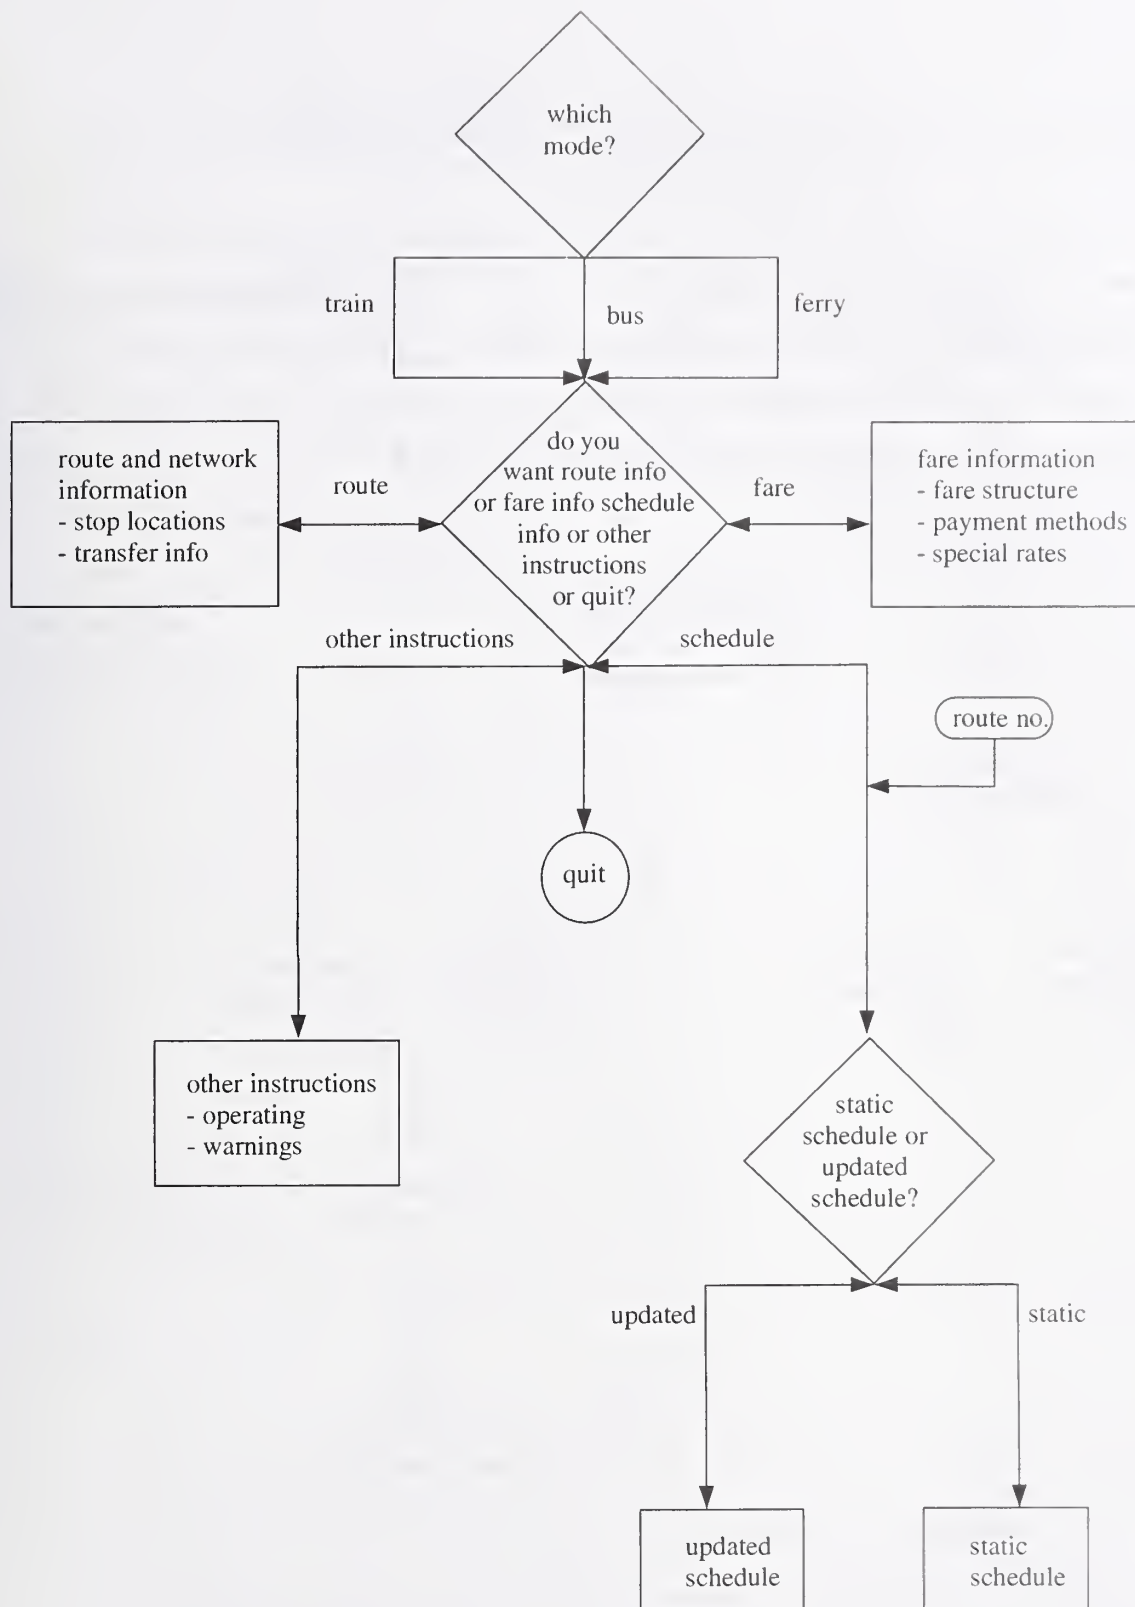 which
mode?
train
bus
ferry
route and network
information
- stop locations
- transfer info
route
do you
want route info
or fare info schedule
info or other
instructions
or quit?
fare
fare information
- fare structure
- payment methods
- special rates
other instructions
schedule
route no.
quit
other instructions
- operating
- warnings
static
schedule or
updated
schedule?
updated
static
updated
schedule
static
schedule